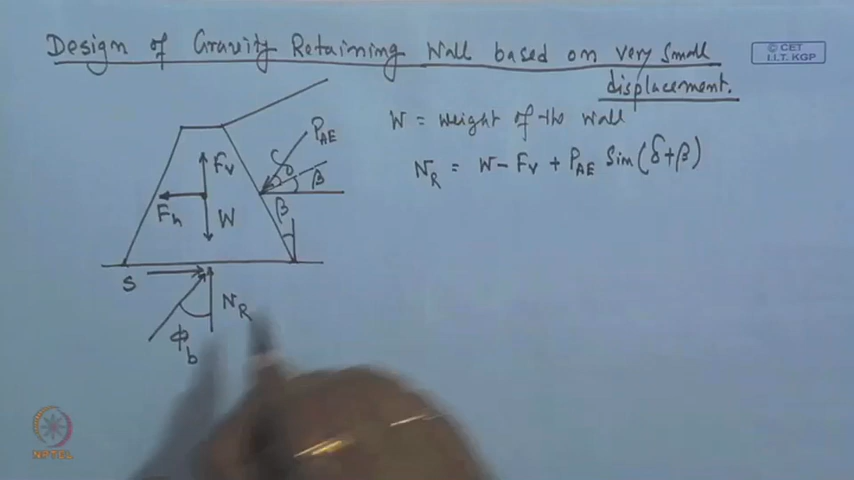 Design of Gravity Retaining Wall based on very small
displacement.
© CET
I.I.T. KGP
W = weight of the wall
N_R = W - F_v + P_AE Sin (δ+β)
P_AE
δ
β
F_v
F_h
W
β
S
N_R
ϕ_b
NPTEL